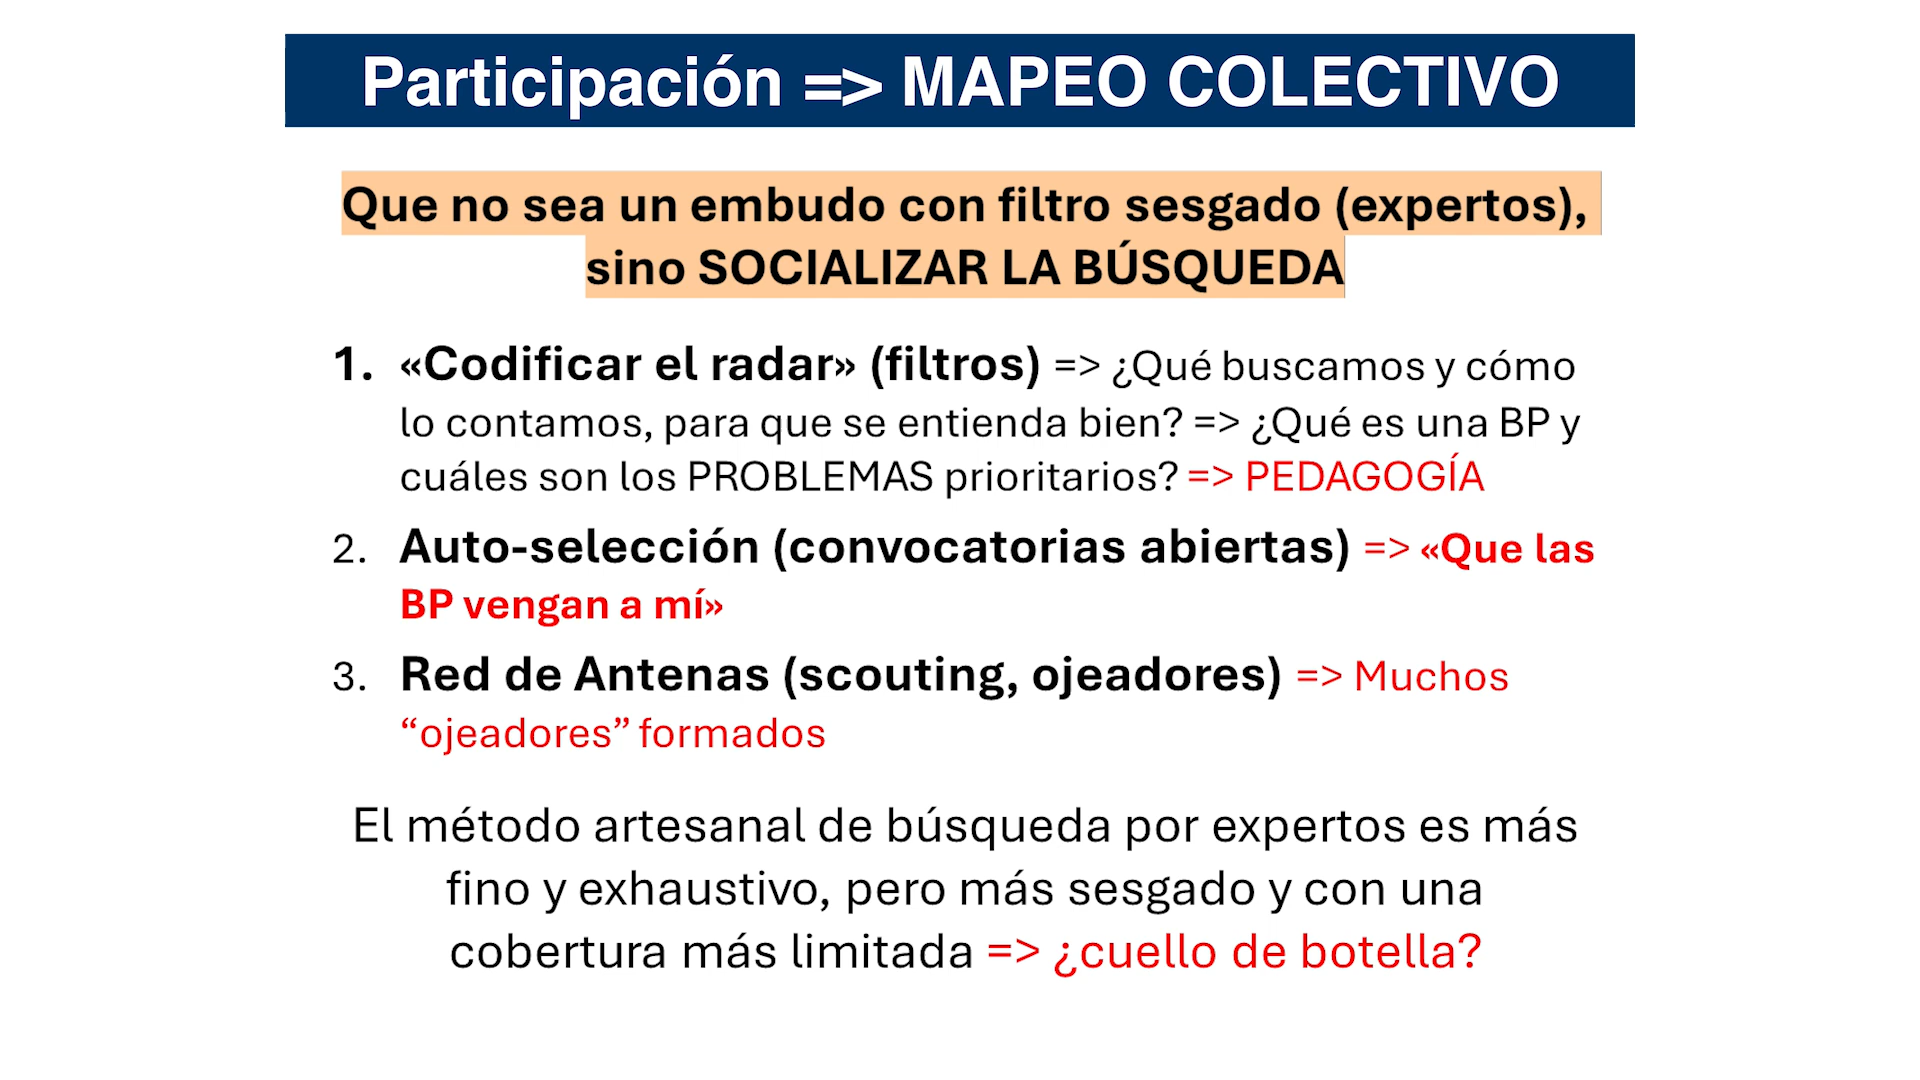 Participación => MAPEO COLECTIVO
Que no sea un embudo con filtro sesgado (expertos),
sino SOCIALIZAR LA BÚSQUEDA
1. «Codificar el radar» (filtros) => ¿Qué buscamos y cómo
lo contamos, para que se entienda bien? => ¿Qué es una BP y
cuáles son los PROBLEMAS prioritarios? => PEDAGOGÍA
2. Auto-selección (convocatorias abiertas) => «Que las
BP vengan a mí»
3. Red de Antenas (scouting, ojeadores) => Muchos
“ojeadores” formados
El método artesanal de búsqueda por expertos es más
fino y exhaustivo, pero más sesgado y con una
cobertura más limitada => ¿cuello de botella?